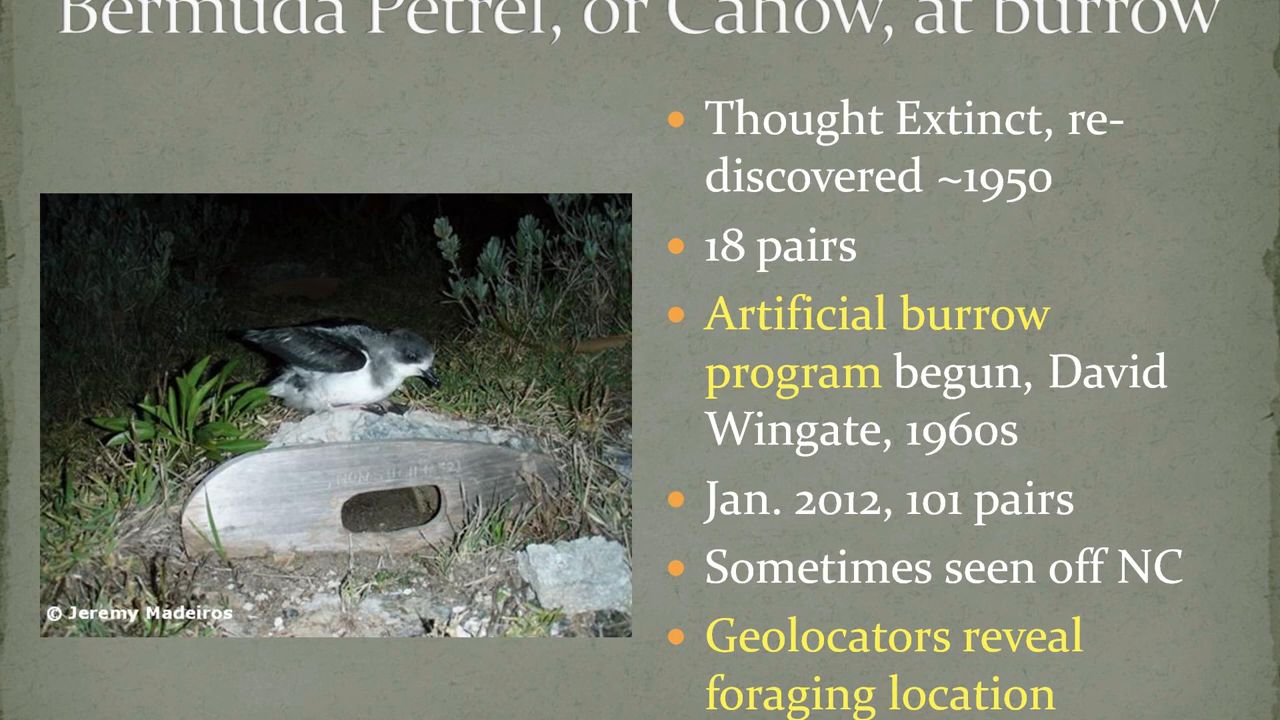 Bermuda Petrel, or Cahow, at burrow
Thought Extinct, re-
discovered ~1950
18 pairs
Artificial burrow
program begun, David
Wingate, 1960s
Jan. 2012, 101 pairs
Sometimes seen off NC
Geolocators reveal
foraging location
© Jeremy Madeiros